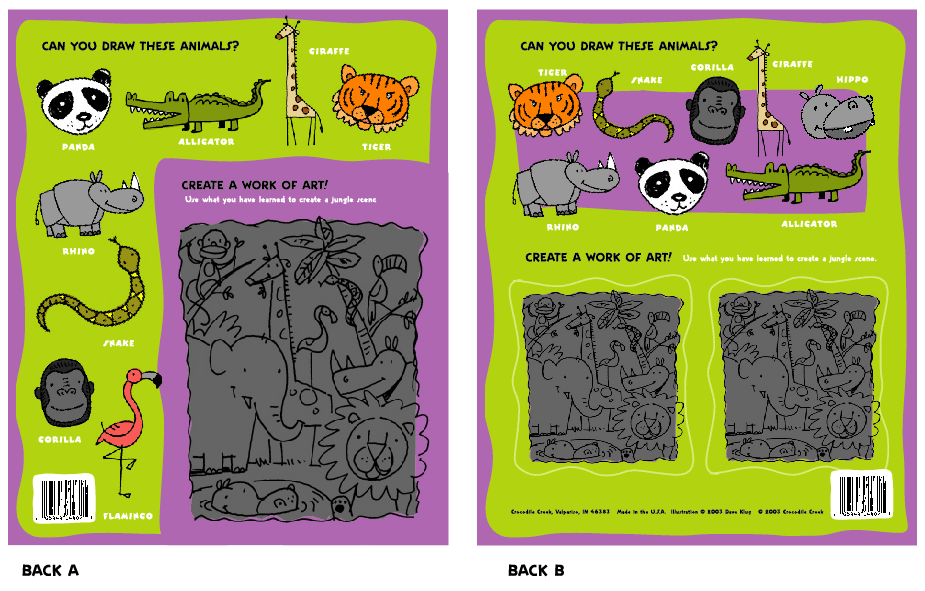 CAN YOU DRAW THESE ANIMALS?
GIRAFFE
PANDA
ALLIGATOR
TIGER
CREATE A WORK OF ART!
Use what you have learned to create a jungle scene
RHINO
SNAKE
GORILLA
FLAMINGO
BACK A
CAN YOU DRAW THESE ANIMALS?
TIGER
SNAKE
GORILLA
GIRAFFE
HIPPO
RHINO
PANDA
ALLIGATOR
CREATE A WORK OF ART! Use what you have learned to create a jungle scene.
Crocodile Creek, Valparaiso, IN 46383 Made in the U.S.A. Illustration © 2003 Dave Klug © 2003 Crocodile Creek
BACK B